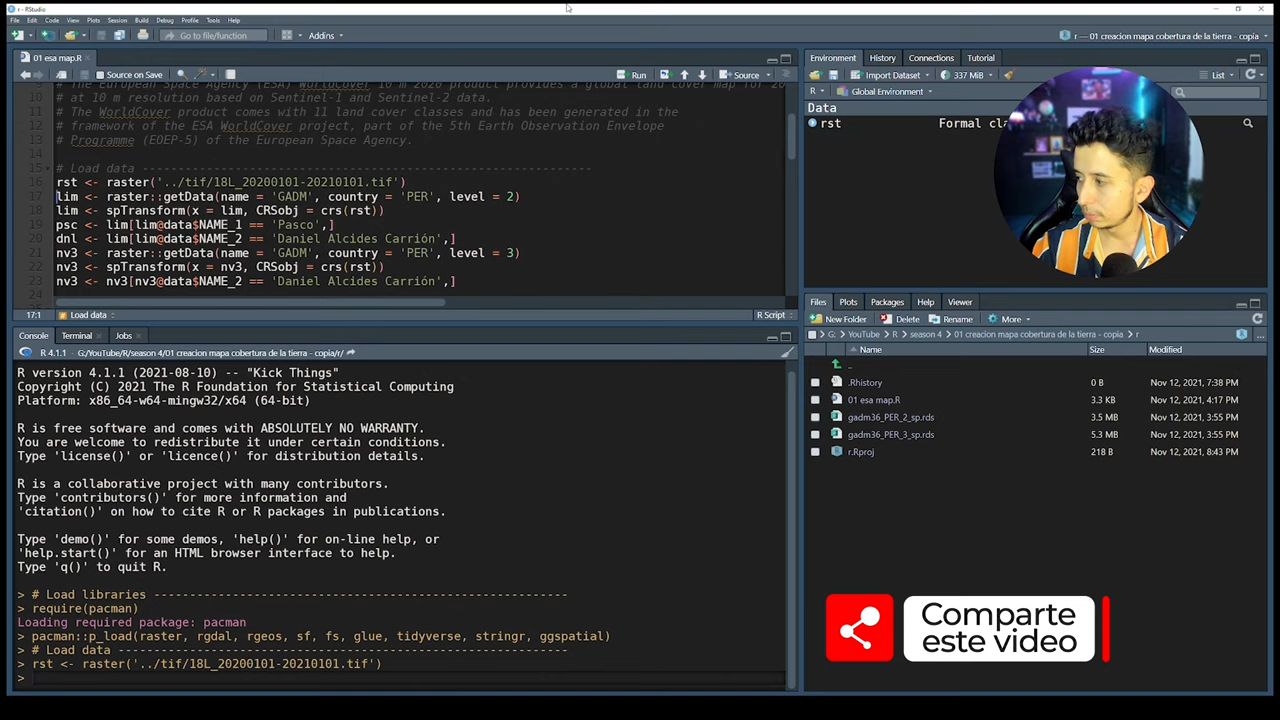 r - RStudio
File Edit Code View Plots Session Build Debug Profile Tools Help
Go to file/function Addins r — 01 creacion mapa cobertura de la tierra - copia
01 esa map.R
Source on Save Run Source
10 # at 10 m resolution based on Sentinel-1 and Sentinel-2 data.
11 # The WorldCover product comes with 11 land cover classes and has been generated in the
12 # framework of the ESA WorldCover project, part of the 5th Earth Observation Envelope
13 # Programme (EOEP-5) of the European Space Agency.
14
15 # Load data --------------------------------------------------------------
16 rst <- raster('../tif/18L_20200101-20210101.tif')
17 lim <- raster::getData(name = 'GADM', country = 'PER', level = 2)
18 lim <- spTransform(x = lim, CRSobj = crs(rst))
19 psc <- lim[lim@data$NAME_1 == 'Pasco',]
20 dnl <- lim[lim@data$NAME_2 == 'Daniel Alcides Carrión',]
21 nv3 <- raster::getData(name = 'GADM', country = 'PER', level = 3)
22 nv3 <- spTransform(x = nv3, CRSobj = crs(rst))
23 nv3 <- nv3[nv3@data$NAME_2 == 'Daniel Alcides Carrión',]
24
17:1 Load data R Script
Console Terminal Jobs
R 4.1.1 · G:/YouTube/R/season 4/01 creacion mapa cobertura de la tierra - copia/r/
R version 4.1.1 (2021-08-10) -- "Kick Things"
Copyright (C) 2021 The R Foundation for Statistical Computing
Platform: x86_64-w64-mingw32/x64 (64-bit)
R is free software and comes with ABSOLUTELY NO WARRANTY.
You are welcome to redistribute it under certain conditions.
Type 'license()' or 'licence()' for distribution details.
R is a collaborative project with many contributors.
Type 'contributors()' for more information and
'citation()' on how to cite R or R packages in publications.
Type 'demo()' for some demos, 'help()' for on-line help, or
'help.start()' for an HTML browser interface to help.
Type 'q()' to quit R.
> # Load libraries ---------------------------------------------------------
> require(pacman)
Loading required package: pacman
> pacman::p_load(raster, rgdal, rgeos, sf, fs, glue, tidyverse, stringr, ggspatial)
> # Load data --------------------------------------------------------------
> rst <- raster('../tif/18L_20200101-20210101.tif')
>
Environment History Connections Tutorial
Import Dataset 337 MiB List
R Global Environment
Data
rst Formal cla
Files Plots Packages Help Viewer
New Folder Delete Rename More
G: YouTube R season 4 01 creacion mapa cobertura de la tierra - copia r
Name Size Modified
..
.Rhistory 0 B Nov 12, 2021, 7:38 PM
01 esa map.R 3.3 KB Nov 12, 2021, 4:17 PM
gadm36_PER_2_sp.rds 3.5 MB Nov 12, 2021, 3:55 PM
gadm36_PER_3_sp.rds 5.3 MB Nov 12, 2021, 3:55 PM
r.Rproj 218 B Nov 12, 2021, 8:43 PM
Comparte
este video